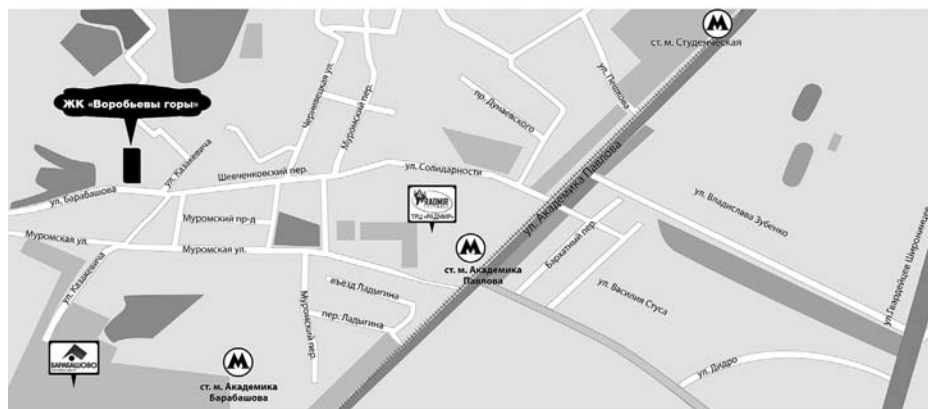 ст. м. Студенческая
ЖК «Воробьевы горы»
Черкивецкая ул.
Муромский пер.
ул. Пешкова
пр. Дунаевского
ул. Казакевича
Шевченковский пер.
ул. Солидарности
ул. Академика Павлова
ул. Барабашова
RADMIR
ТРЦ «РАДМИР»
ул. Владислава Зубенко
Муромский пр-д
Муромская ул.
Муромская ул.
Бархатный пер.
ул. Гвардейцев Широнинцев
ст. м. Академика
Павлова
ул. Казакевича
въезд Ладыгина
ул. Василия Стуса
Муромский пер.
пер. Ладыгина
БАРАБАШОВО
ст. м. Академика
Барабашова
ул. Дидро